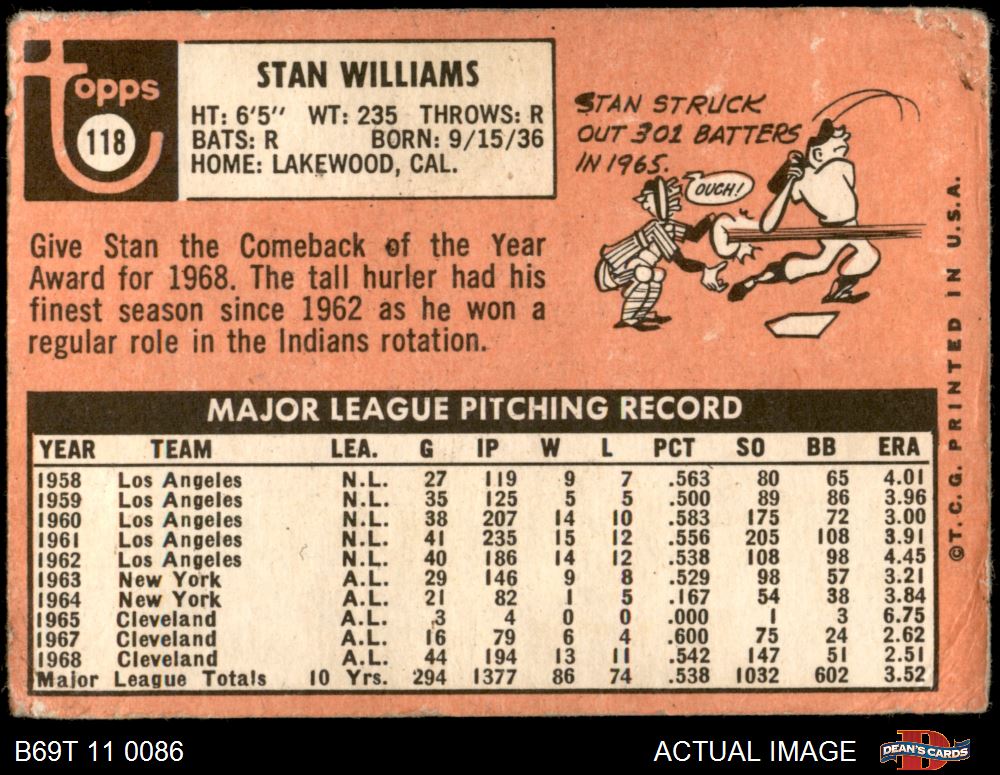 Topps
118
STAN WILLIAMS
HT: 6'5" WT: 235 THROWS: R
BATS: R BORN: 9/15/36
HOME: LAKEWOOD, CAL.
STAN STRUCK
OUT 301 BATTERS
IN 1965.
OUCH!
Give Stan the Comeback of the Year
Award for 1968. The tall hurler had his
finest season since 1962 as he won a
regular role in the Indians rotation.
MAJOR LEAGUE PITCHING RECORD
YEAR TEAM LEA. G IP W L PCT SO BB ERA
1958 Los Angeles N.L. 27 119 9 7 .563 80 65 4.01
1959 Los Angeles N.L. 35 125 5 5 .500 89 86 3.96
1960 Los Angeles N.L. 38 207 14 10 .583 175 72 3.00
1961 Los Angeles N.L. 41 235 15 12 .556 205 108 3.91
1962 Los Angeles N.L. 40 186 14 12 .538 108 98 4.45
1963 New York A.L. 29 146 9 8 .529 98 57 3.21
1964 New York A.L. 21 82 1 5 .167 54 38 3.84
1965 Cleveland A.L. 3 4 0 0 .000 1 3 6.75
1967 Cleveland A.L. 16 79 6 4 .600 75 24 2.62
1968 Cleveland A.L. 44 194 13 11 .542 147 51 2.51
Major League Totals 10 Yrs. 294 1377 86 74 .538 1032 602 3.52
©T. C. G. PRINTED IN U.S.A.
B69T 11 0086
ACTUAL IMAGE
DEAN'S CARDS